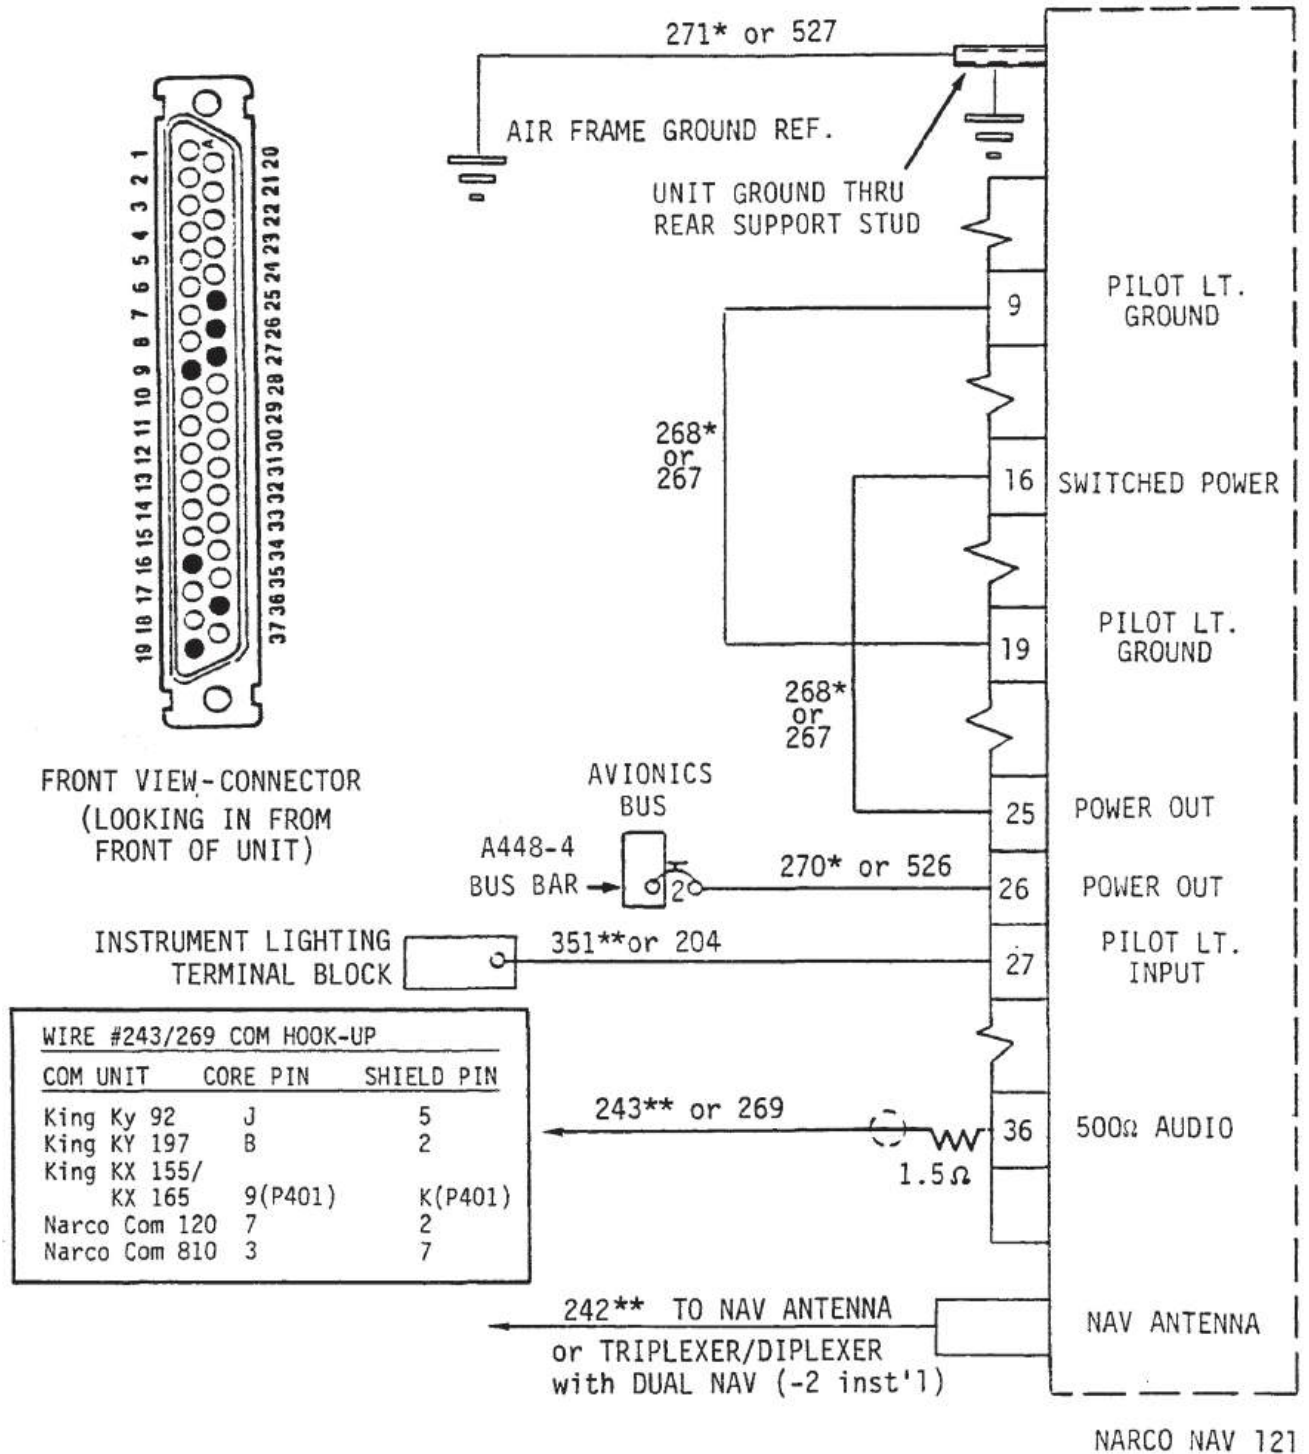 271* or 527
AIR FRAME GROUND REF.
UNIT GROUND THRU
REAR SUPPORT STUD
A
1 2 3 4 5 6 7 8 9 10 11 12 13 14 15 16 17 18 19
20 21 22 23 24 25 26 27 28 29 30 31 32 33 34 35 36 37
FRONT VIEW-CONNECTOR
(LOOKING IN FROM
FRONT OF UNIT)
9
PILOT LT.
GROUND
268*
or
267
16
SWITCHED POWER
19
PILOT LT.
GROUND
268*
or
267
25
POWER OUT
AVIONICS
BUS
A448-4
BUS BAR
2
270* or 526
26
POWER OUT
INSTRUMENT LIGHTING
TERMINAL BLOCK
351**or 204
27
PILOT LT.
INPUT
WIRE #243/269 COM HOOK-UP
COM UNIT CORE PIN SHIELD PIN
King Ky 92 J 5
King KY 197 B 2
King KX 155/
KX 165 9(P401) K(P401)
Narco Com 120 7 2
Narco Com 810 3 7
243** or 269
1.5Ω
36
500Ω AUDIO
242** TO NAV ANTENNA
or TRIPLEXER/DIPLEXER
with DUAL NAV (-2 inst'l)
NAV ANTENNA
NARCO NAV 121